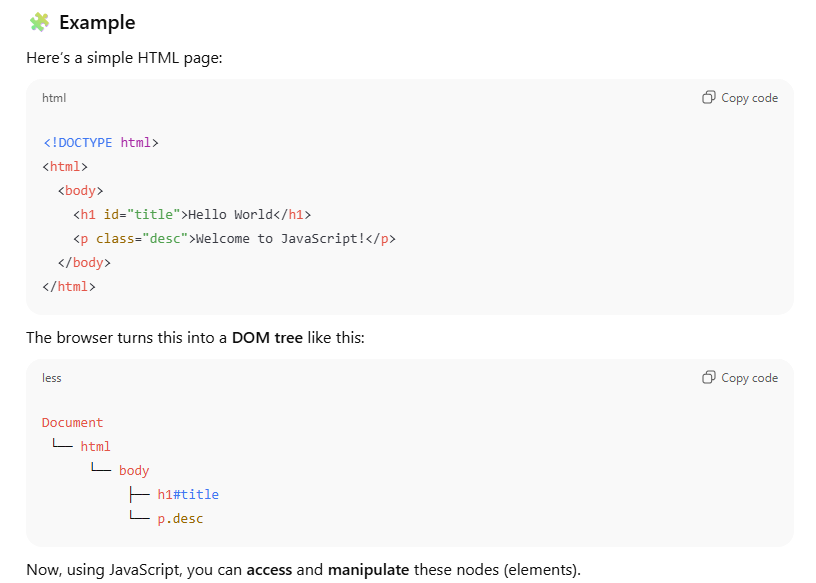 🧩 Example
Here's a simple HTML page:
html
Copy code
<!DOCTYPE html>
<html>
  <body>
    <h1 id="title">Hello World</h1>
    <p class="desc">Welcome to JavaScript!</p>
  </body>
</html>
The browser turns this into a DOM tree like this:
less
Copy code
Document
 └── html
      └── body
           ├── h1#title
           └── p.desc
Now, using JavaScript, you can access and manipulate these nodes (elements).